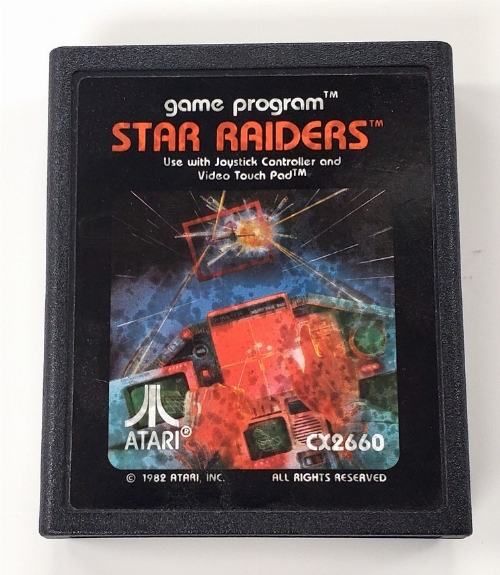 game program™
STAR RAIDERS™
Use with Joystick Controller and
Video Touch Pad™
ATARI®
CX2660
© 1982 ATARI, INC.
ALL RIGHTS RESERVED